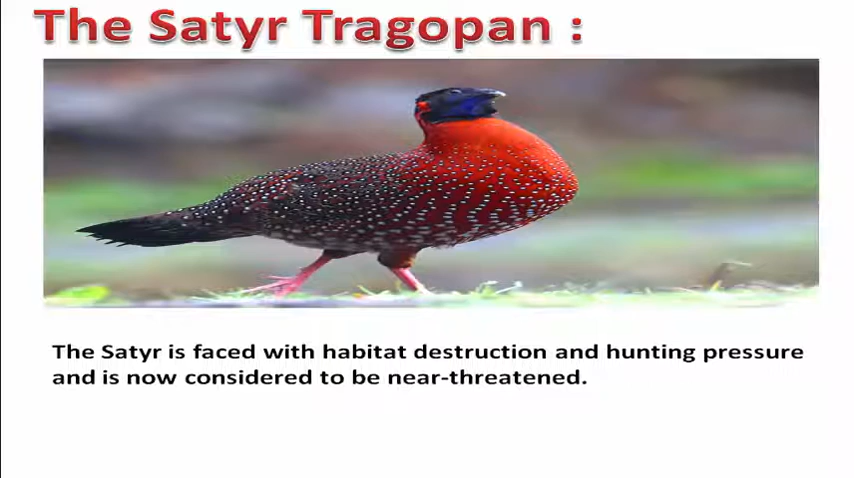 The Satyr Tragopan :
The Satyr is faced with habitat destruction and hunting pressure
and is now considered to be near-threatened.